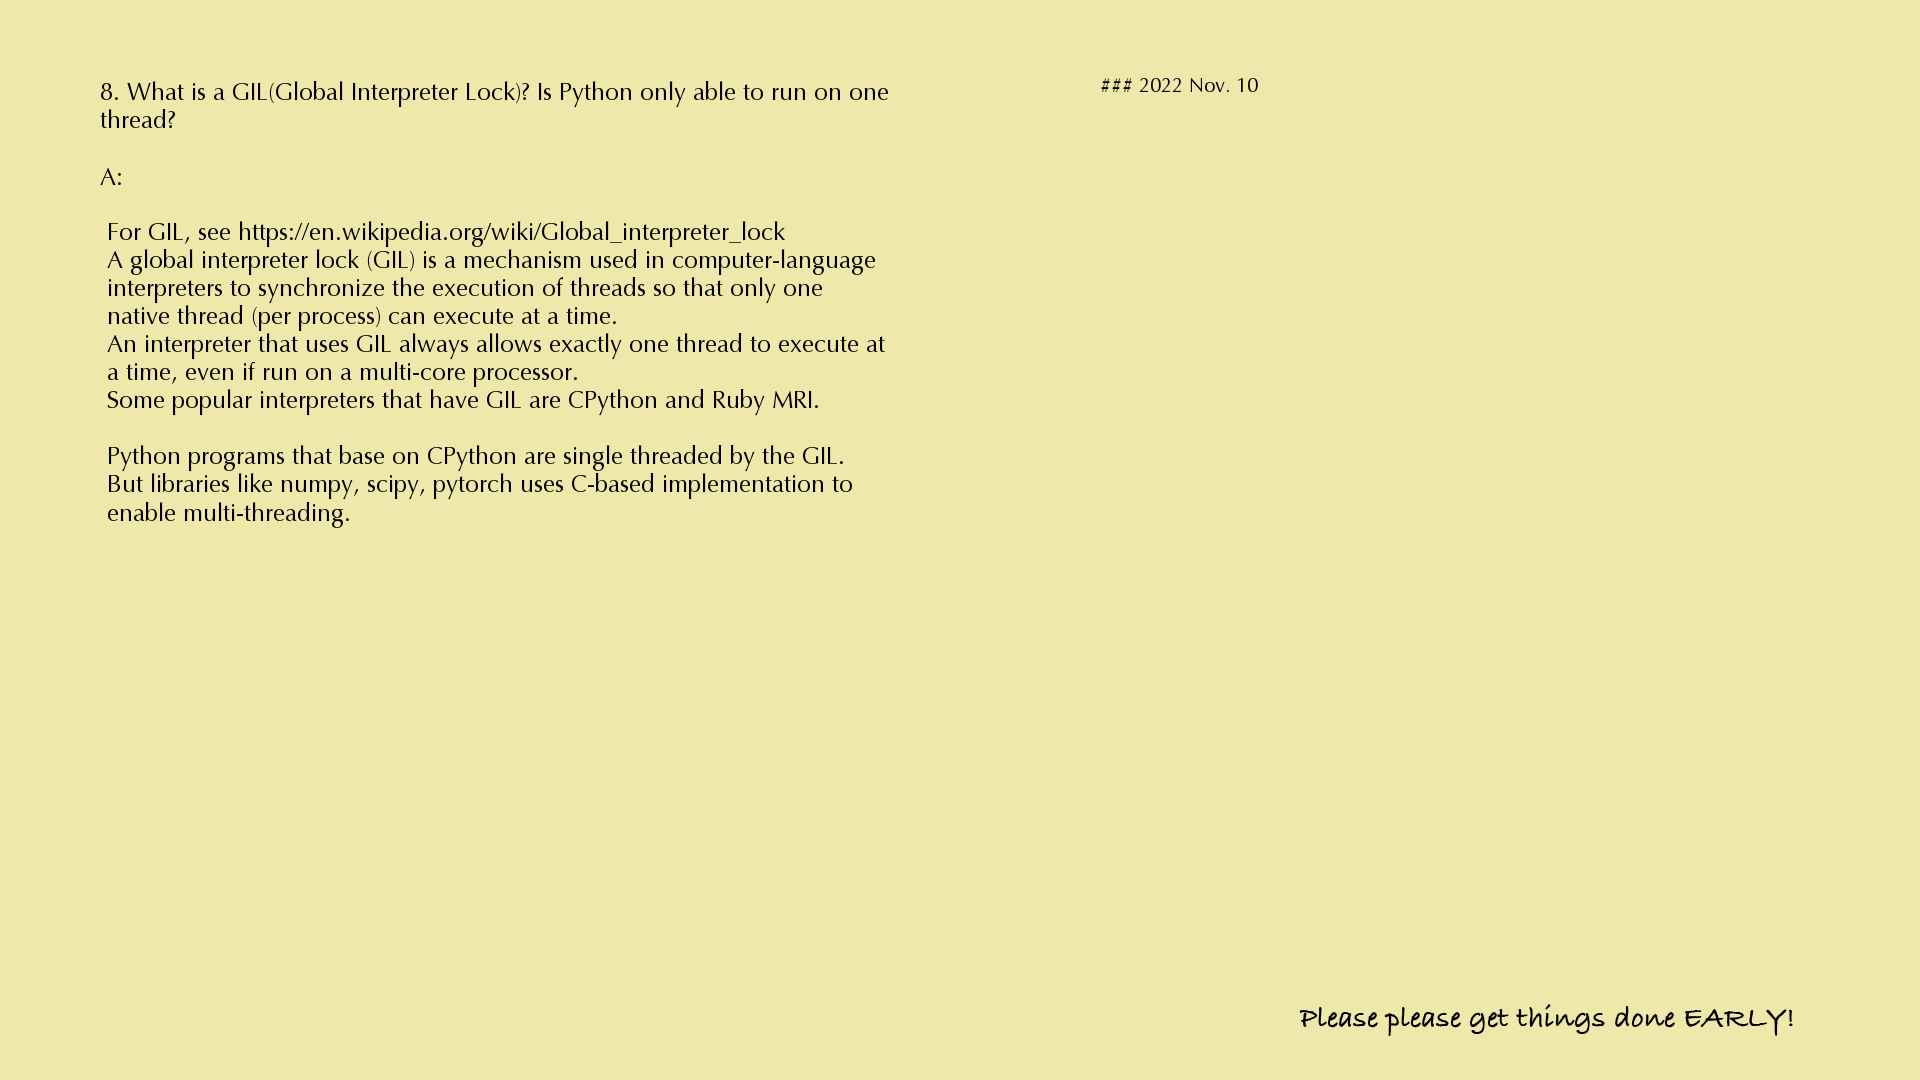 8. What is a GIL(Global Interpreter Lock)? Is Python only able to run on one
thread?
A:
For GIL, see https://en.wikipedia.org/wiki/Global_interpreter_lock
A global interpreter lock (GIL) is a mechanism used in computer-language
interpreters to synchronize the execution of threads so that only one
native thread (per process) can execute at a time.
An interpreter that uses GIL always allows exactly one thread to execute at
a time, even if run on a multi-core processor.
Some popular interpreters that have GIL are CPython and Ruby MRI.
Python programs that base on CPython are single threaded by the GIL.
But libraries like numpy, scipy, pytorch uses C-based implementation to
enable multi-threading.
### 2022 Nov. 10
Please please get things done EARLY!